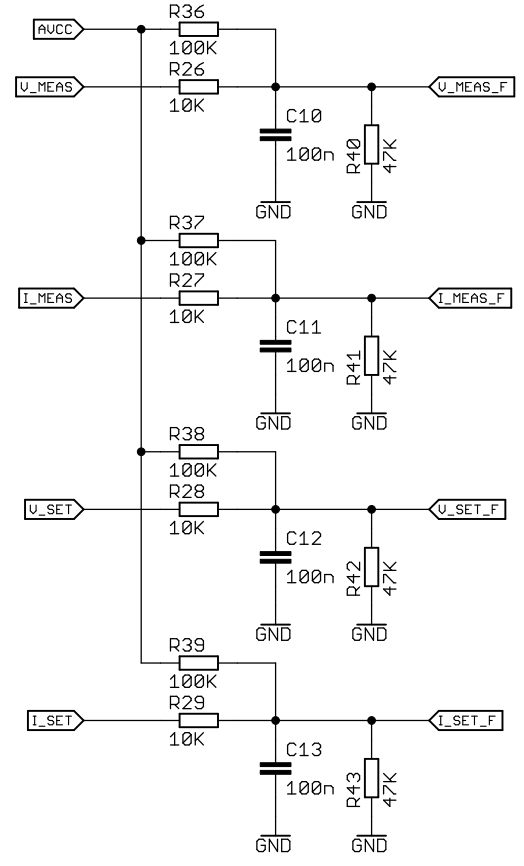 R36
AVCC
100K
R26
V_MEAS
V_MEAS_F
10K
C10
100n
R40
47K
GND
GND
R37
100K
R27
I_MEAS
I_MEAS_F
10K
C11
100n
R41
47K
GND
GND
R38
100K
R28
V_SET
V_SET_F
10K
C12
100n
R42
47K
GND
GND
R39
100K
R29
I_SET
I_SET_F
10K
C13
100n
R43
47K
GND
GND